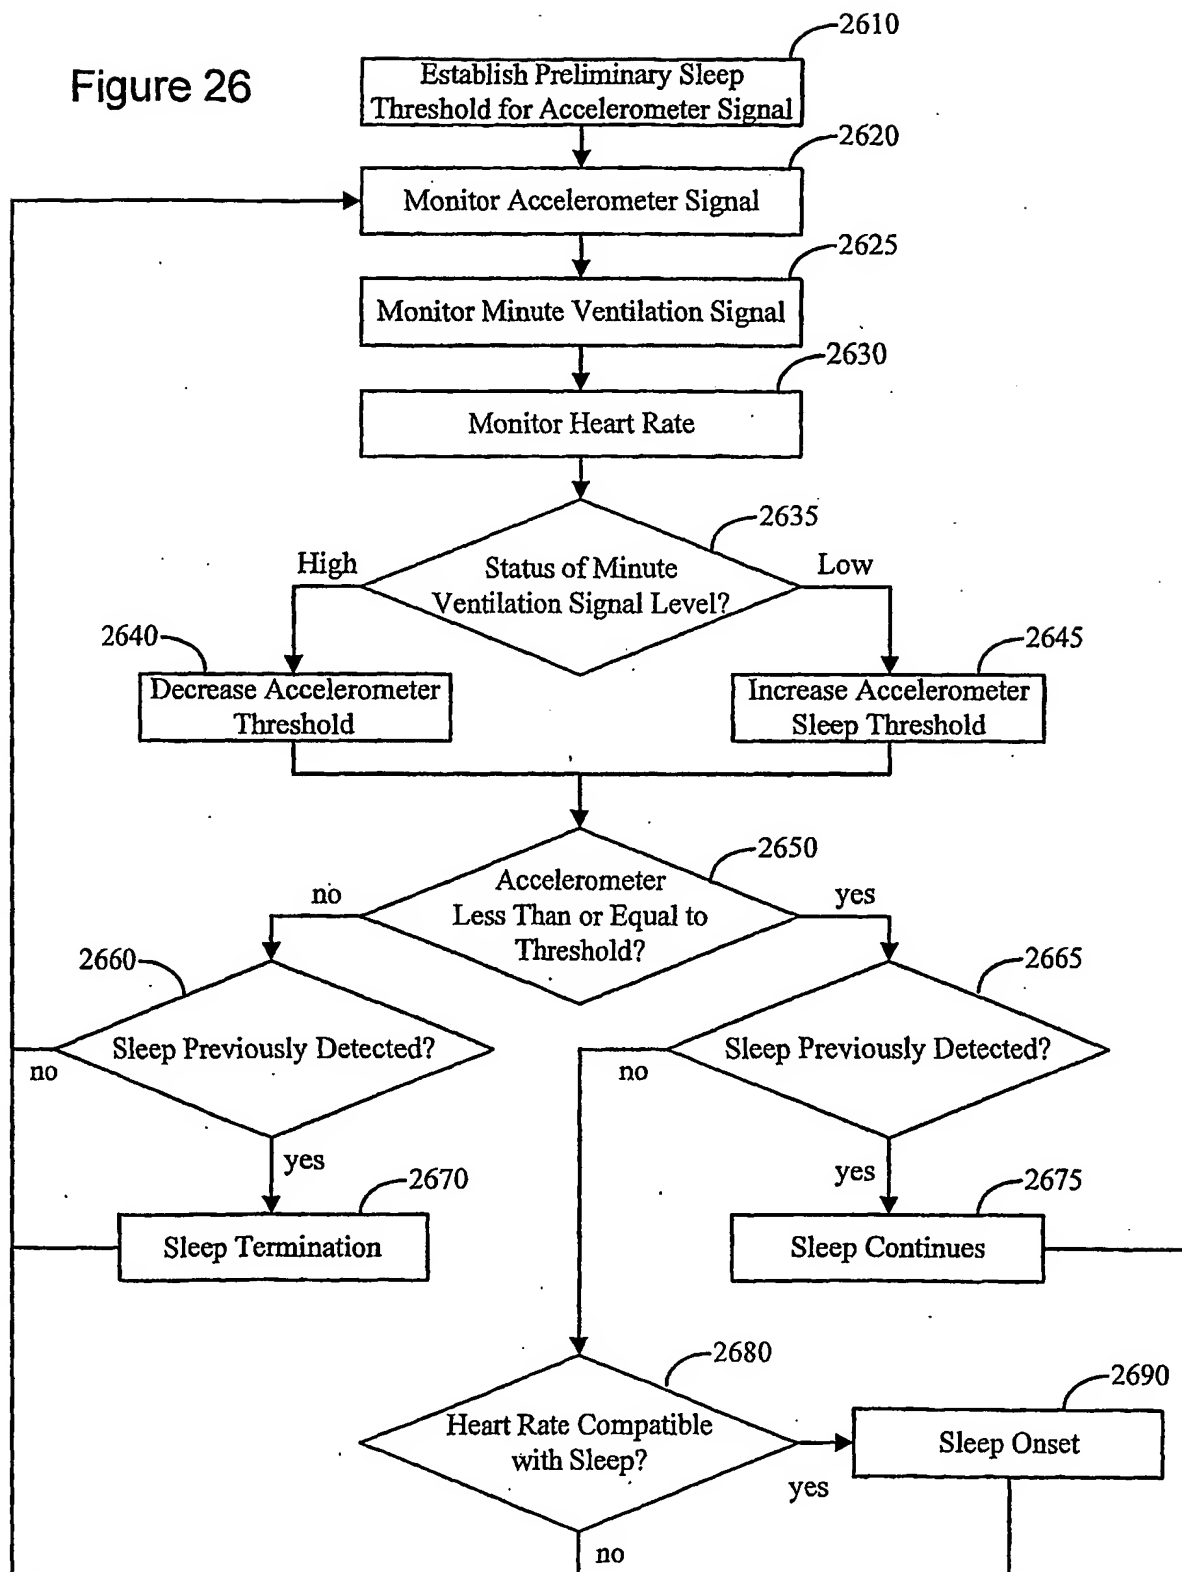 Figure 26
2610
Establish Preliminary Sleep
Threshold for Accelerometer Signal
2620
Monitor Accelerometer Signal
2625
Monitor Minute Ventilation Signal
2630
Monitor Heart Rate
2635
High
Status of Minute
Ventilation Signal Level?
Low
2640
Decrease Accelerometer
Threshold
2645
Increase Accelerometer
Sleep Threshold
2650
no
Accelerometer
Less Than or Equal to
Threshold?
yes
2660
Sleep Previously Detected?
no
yes
2665
Sleep Previously Detected?
no
yes
2670
Sleep Termination
2675
Sleep Continues
2680
Heart Rate Compatible
with Sleep?
yes
2690
Sleep Onset
no